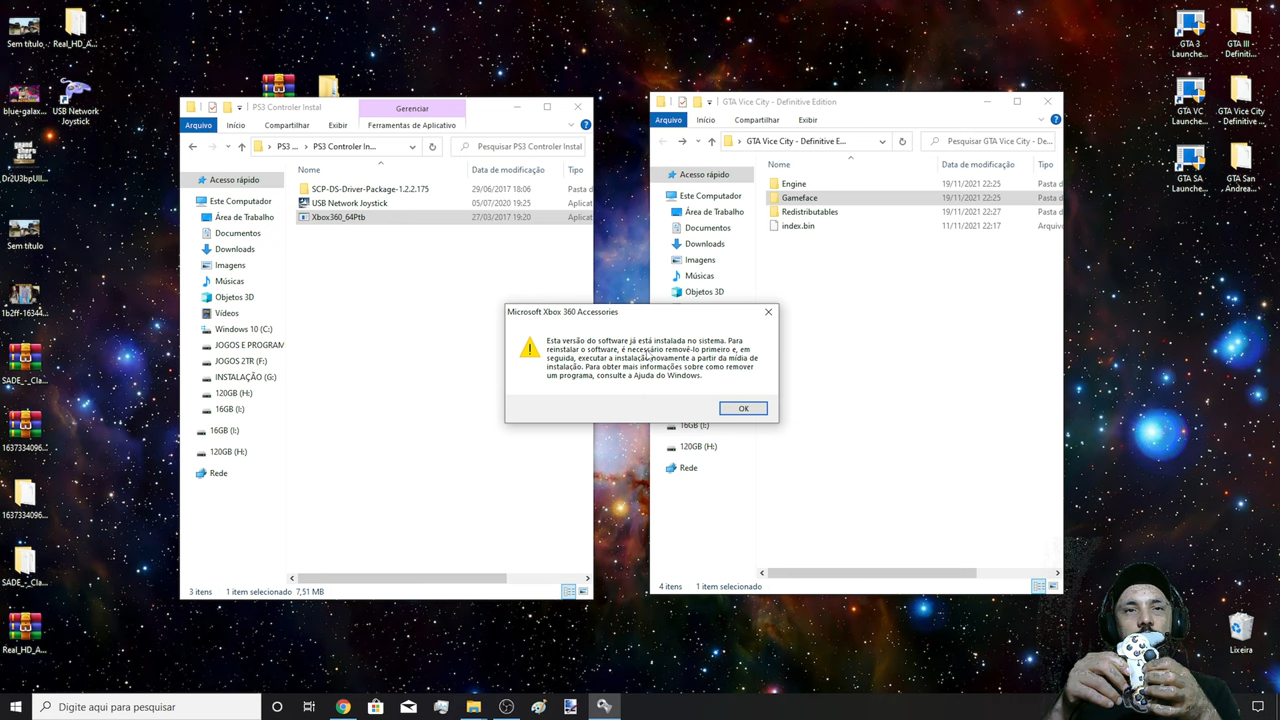 Sem título
Real_HD_A...
blue-galax...
USB Network
Joystick
DrZU3bpU...
Sem título
1b2ff-16344...
1637334096...
1637334096...
SADE_-_Cla...
SADE_-_Cla...
Real_HD_A...
PS3 Controler Instal
Gerenciar
Arquivo
Início
Compartilhar
Exibir
Ferramentas de Aplicativo
PS3 ...
PS3 Controler In...
Pesquisar PS3 Controler Instal
Acesso rápido
Este Computador
Área de Trabalho
Documentos
Downloads
Imagens
Músicas
Objetos 3D
Vídeos
Windows 10 (C:)
JOGOS E PROGRAM
JOGOS 2TR (F:)
INSTALAÇÃO (G:)
120GB (H:)
16GB (I:)
16GB (I:)
120GB (H:)
Rede
Nome
Data de modificação
Tipo
SCP-DS-Driver-Package-1.2.2.175
29/06/2017 18:06
Pasta d
USB Network Joystick
05/07/2020 19:25
Aplicat
Xbox360_64Ptb
27/03/2017 19:20
Aplicat
3 itens
1 item selecionado 7,51 MB
GTA Vice City - Definitive Edition
Arquivo
Início
Compartilhar
Exibir
GTA Vice City - Definitive E...
Pesquisar GTA Vice City - De...
Acesso rápido
Este Computador
Área de Trabalho
Documentos
Downloads
Imagens
Músicas
Objetos 3D
16GB (I:)
120GB (H:)
Rede
Nome
Data de modificação
Tipo
Engine
19/11/2021 22:25
Pasta d
Gameface
19/11/2021 22:25
Pasta d
Redistributables
19/11/2021 22:27
Pasta d
index.bin
11/11/2021 22:17
Arquivo
4 itens
1 item selecionado
Microsoft Xbox 360 Accessories
Esta versão do software já está instalada no sistema. Para
reinstalar o software, é necessário removê-lo primeiro e, em
seguida, executar a instalação novamente a partir da mídia de
instalação. Para obter mais informações sobre como remover
um programa, consulte a Ajuda do Windows.
OK
GTA 3
Launche...
GTA III -
Definiti...
GTA VC
Launche...
GTA Vice
City - Defi...
GTA SA
Launche...
GTA San
Andrea...
Lixeira
Digite aqui para pesquisar